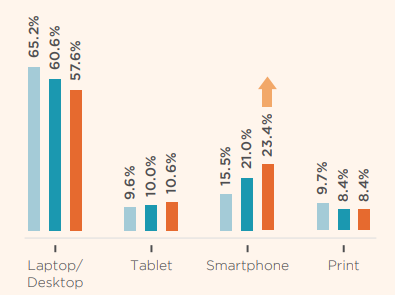 65.2%
60.6%
57.6%
9.6%
10.0%
10.6%
15.5%
21.0%
23.4%
9.7%
8.4%
8.4%
Laptop/
Desktop
Tablet
Smartphone
Print